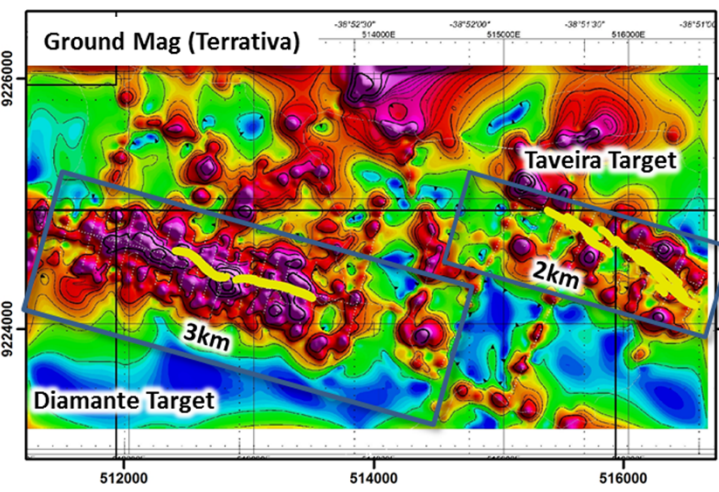 -38°52'30" -38°52'00" -38°51'30"
514000E 515000E 516000E
Ground Mag (Terrativa)
9226000
Taveira Target
2km
3km
9224000
Diamante Target
512000 514000 516000